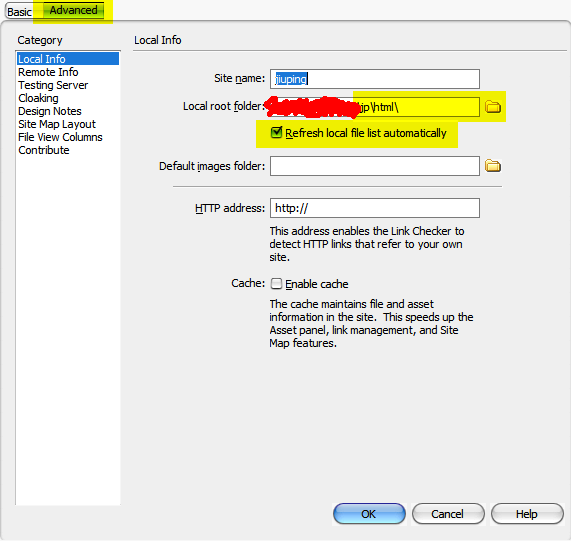 Basic Advanced
Category
Local Info
Remote Info
Testing Server
Cloaking
Design Notes
Site Map Layout
File View Columns
Contribute
Local Info
Site name: jiuping
Local root folder: jp\html\
Refresh local file list automatically
Default images folder:
HTTP address: http://
This address enables the Link Checker to
detect HTTP links that refer to your own
site.
Cache: Enable cache
The cache maintains file and asset
information in the site. This speeds up the
Asset panel, link management, and Site
Map features.
OK Cancel Help